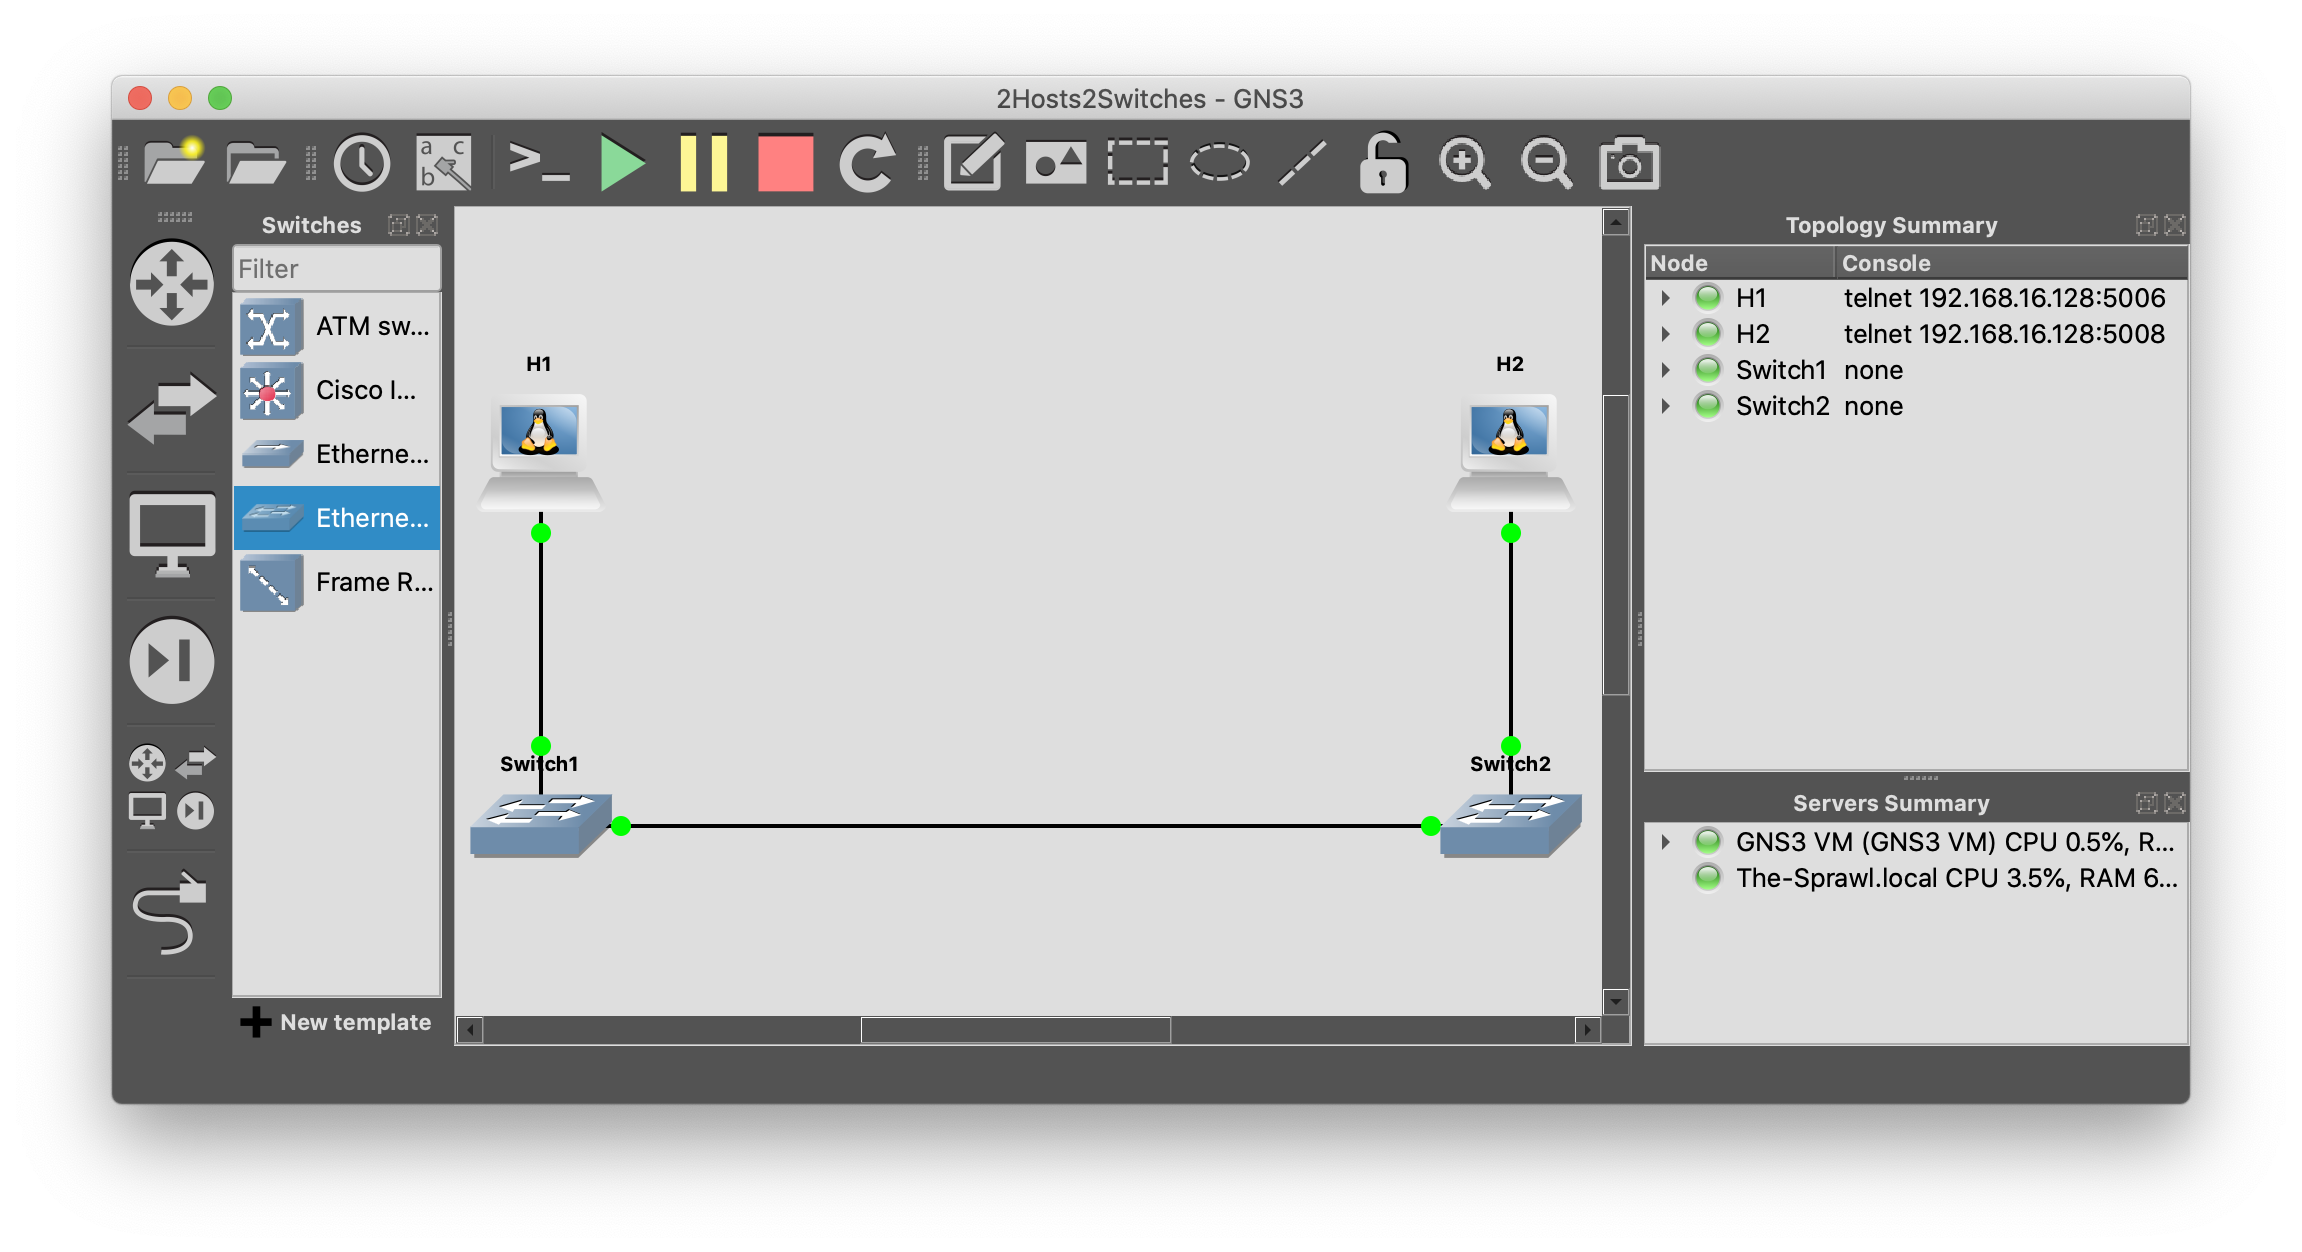 2Hosts2Switches - GNS3
a c
b
>_
Switches
Filter
ATM sw...
Cisco I...
Etherne...
Etherne...
Frame R...
New template
H1
H2
Switch1
Switch2
Topology Summary
Node Console
H1 telnet 192.168.16.128:5006
H2 telnet 192.168.16.128:5008
Switch1 none
Switch2 none
Servers Summary
GNS3 VM (GNS3 VM) CPU 0.5%, R...
The-Sprawl.local CPU 3.5%, RAM 6...